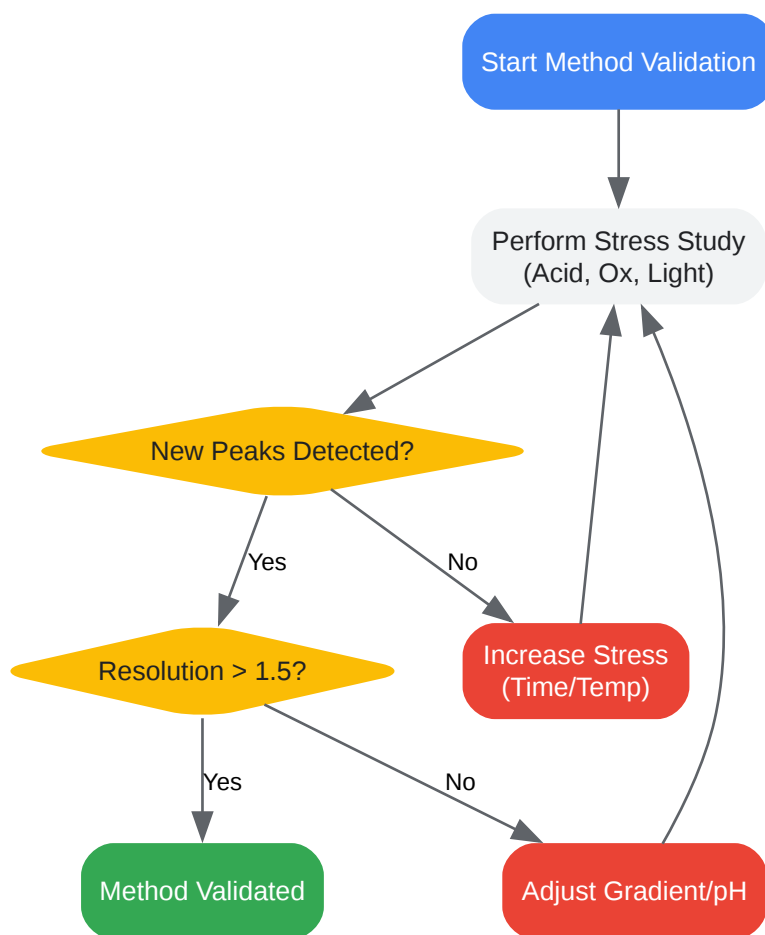 Start Method Validation
Perform Stress Study
(Acid, Ox, Light)
New Peaks Detected?
Yes
No
Increase Stress
(Time/Temp)
Resolution > 1.5?
Yes
No
Method Validated
Adjust Gradient/pH